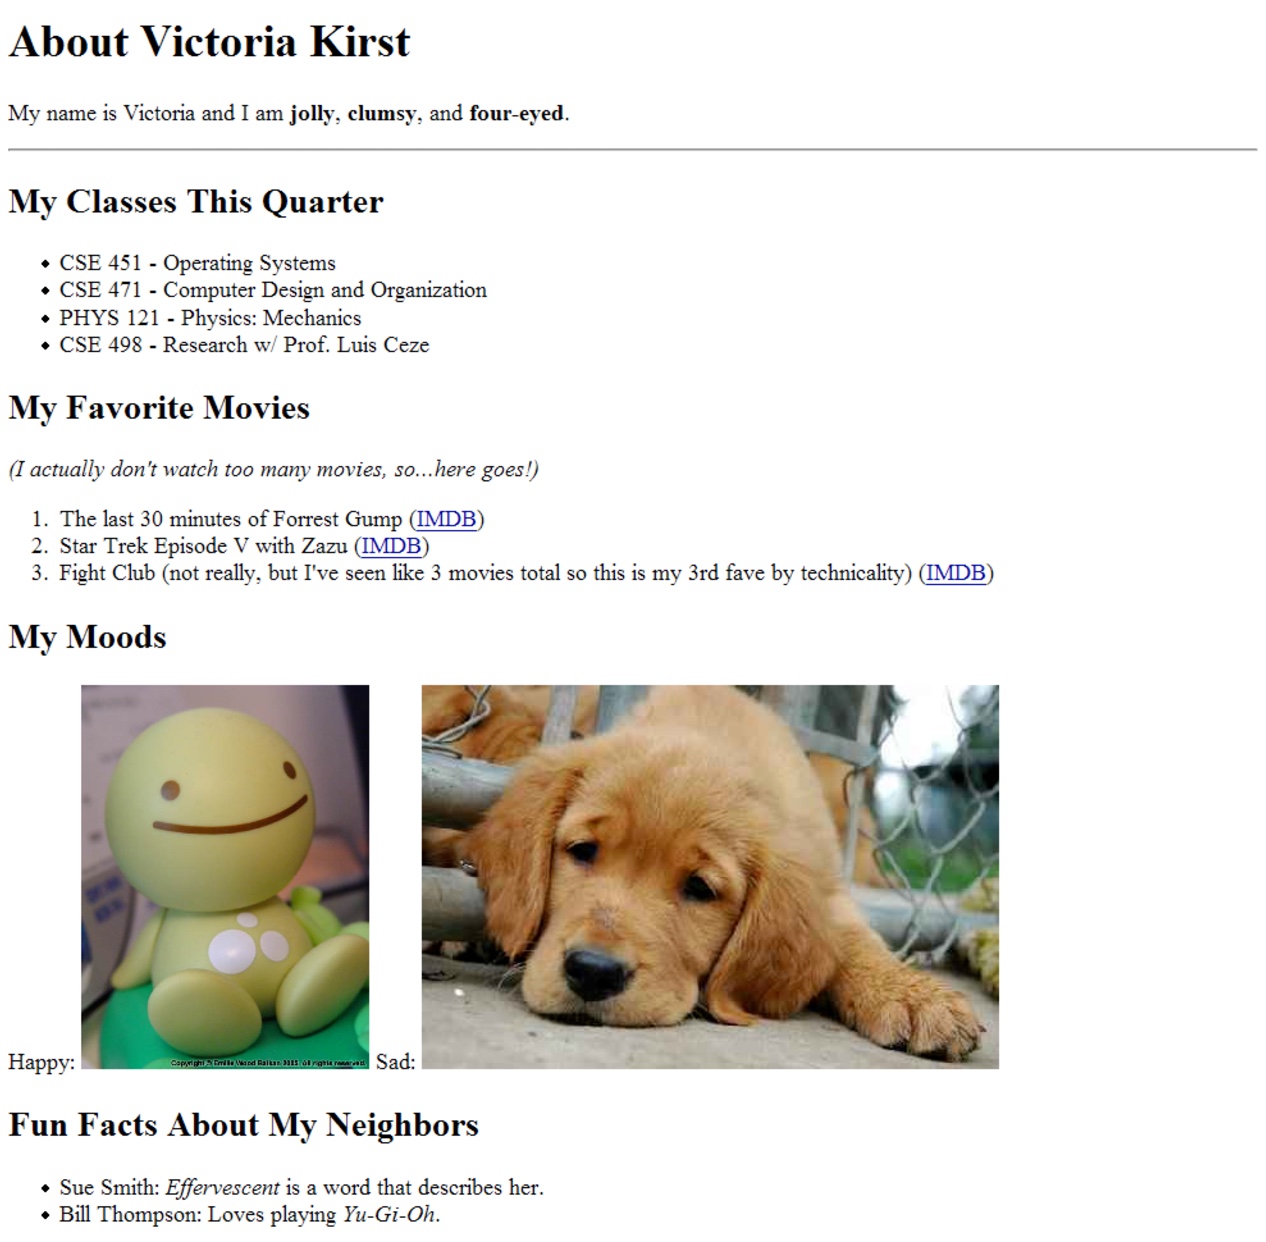 About Victoria Kirst
My name is Victoria and I am jolly, clumsy, and four-eyed.
My Classes This Quarter
CSE 451 - Operating Systems
CSE 471 - Computer Design and Organization
PHYS 121 - Physics: Mechanics
CSE 498 - Research w/ Prof. Luis Ceze
My Favorite Movies
(I actually don't watch too many movies, so...here goes!)
1. The last 30 minutes of Forrest Gump (IMDB)
2. Star Trek Episode V with Zazu (IMDB)
3. Fight Club (not really, but I've seen like 3 movies total so this is my 3rd fave by technicality) (IMDB)
My Moods
Happy: Sad:
Copyright © Emilie Wood All rights reserved.
Fun Facts About My Neighbors
Sue Smith: Effervescent is a word that describes her.
Bill Thompson: Loves playing Yu-Gi-Oh.